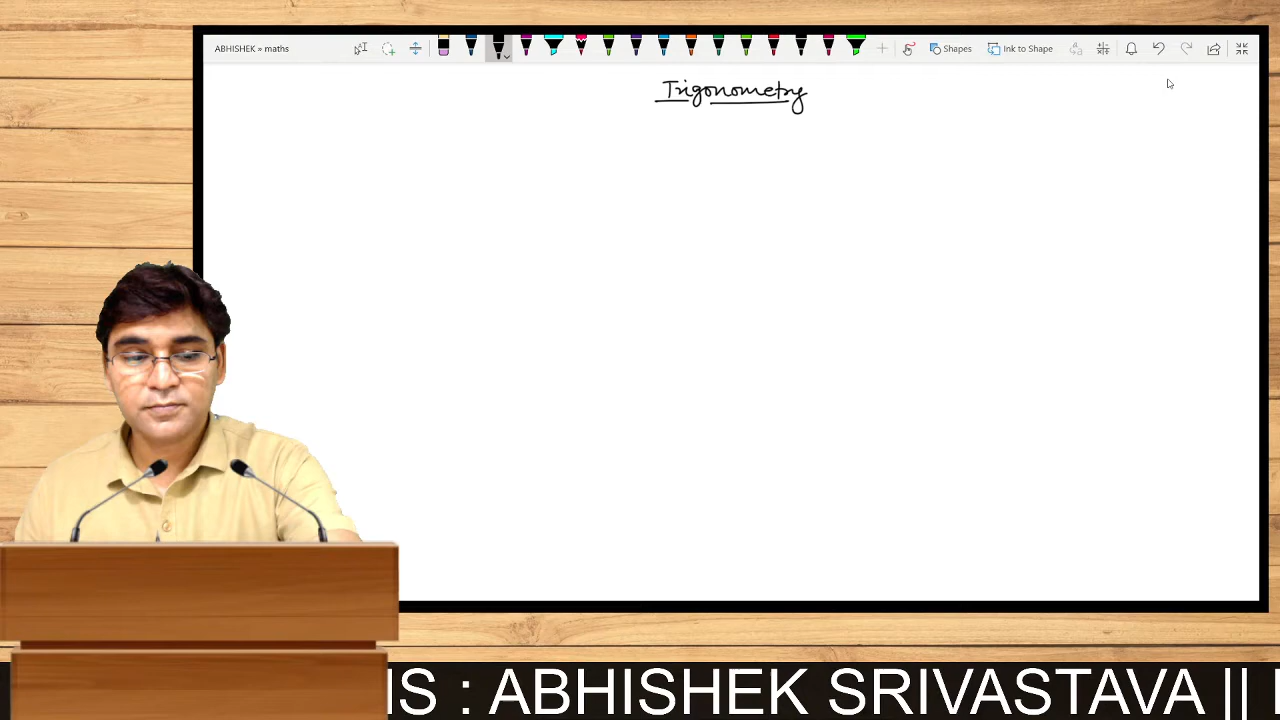 ABHISHEK » maths
Shapes
Ink to Shape
Trigonometry
IS : ABHISHEK SRIVASTAVA ||